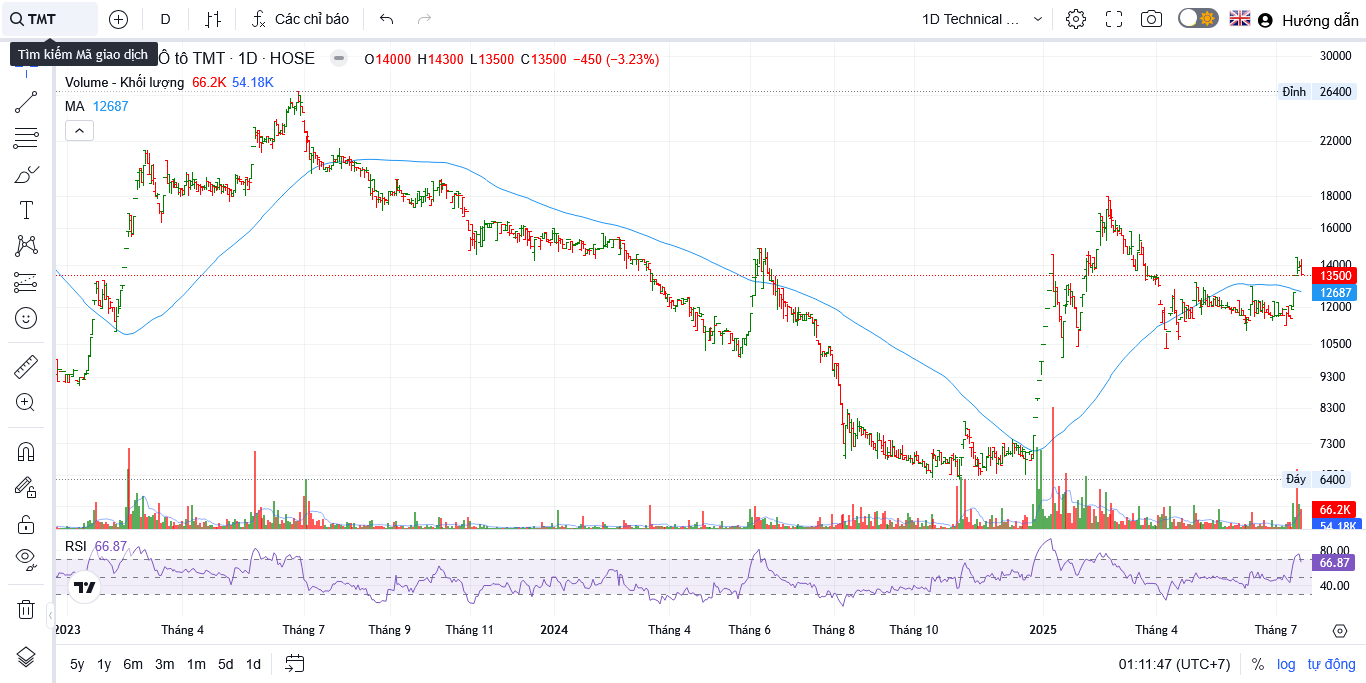 TMT
D
Các chỉ báo
1D Technical ...
Hướng dẫn
Tìm kiếm Mã giao dịch
Ô tô TMT · 1D · HOSE
O14000 H14300 L13500 C13500 −450 (−3.23%)
Volume - Khối lượng 66.2K 54.18K
MA 12687
30000
Đỉnh 26400
22000
18000
16000
14000
13500
12687
12000
10500
9300
8300
7300
Đáy 6400
66.2K
54.18K
RSI 66.87
80.00
66.87
40.00
2023 Tháng 4 Tháng 7 Tháng 9 Tháng 11 2024 Tháng 4 Tháng 6 Tháng 8 Tháng 10 2025 Tháng 4 Tháng 7
5y 1y 6m 3m 1m 5d 1d
01:11:47 (UTC+7) % log tự động